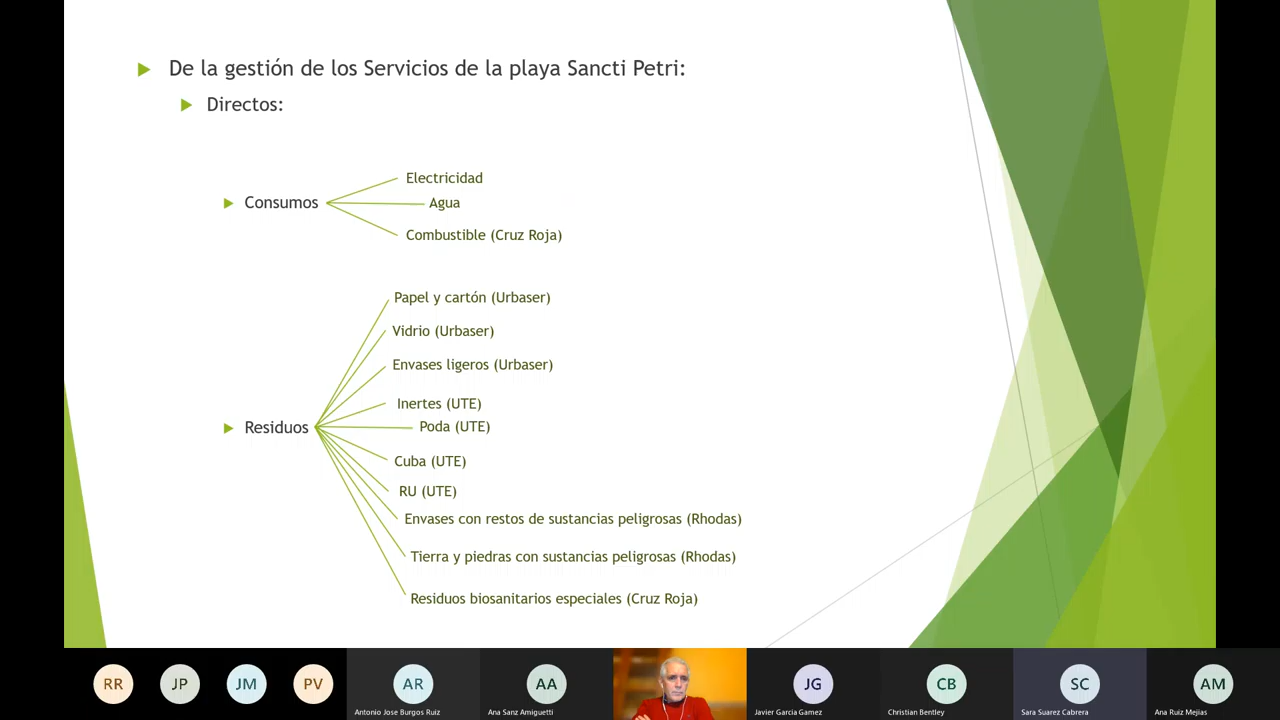 De la gestión de los Servicios de la playa Sancti Petri:
Directos:
Consumos
Electricidad
Agua
Combustible (Cruz Roja)
Residuos
Papel y cartón (Urbaser)
Vidrio (Urbaser)
Envases ligeros (Urbaser)
Inertes (UTE)
Poda (UTE)
Cuba (UTE)
RU (UTE)
Envases con restos de sustancias peligrosas (Rhodas)
Tierra y piedras con sustancias peligrosas (Rhodas)
Residuos biosanitarios especiales (Cruz Roja)
RR
JP
JM
PV
AR
Antonio Jose Burgos Ruiz
AA
Ana Sanz Amiguetti
JG
Javier Garcia Gamez
CB
Christian Bentley
SC
Sara Suarez Cabrera
AM
Ana Ruiz Mejias